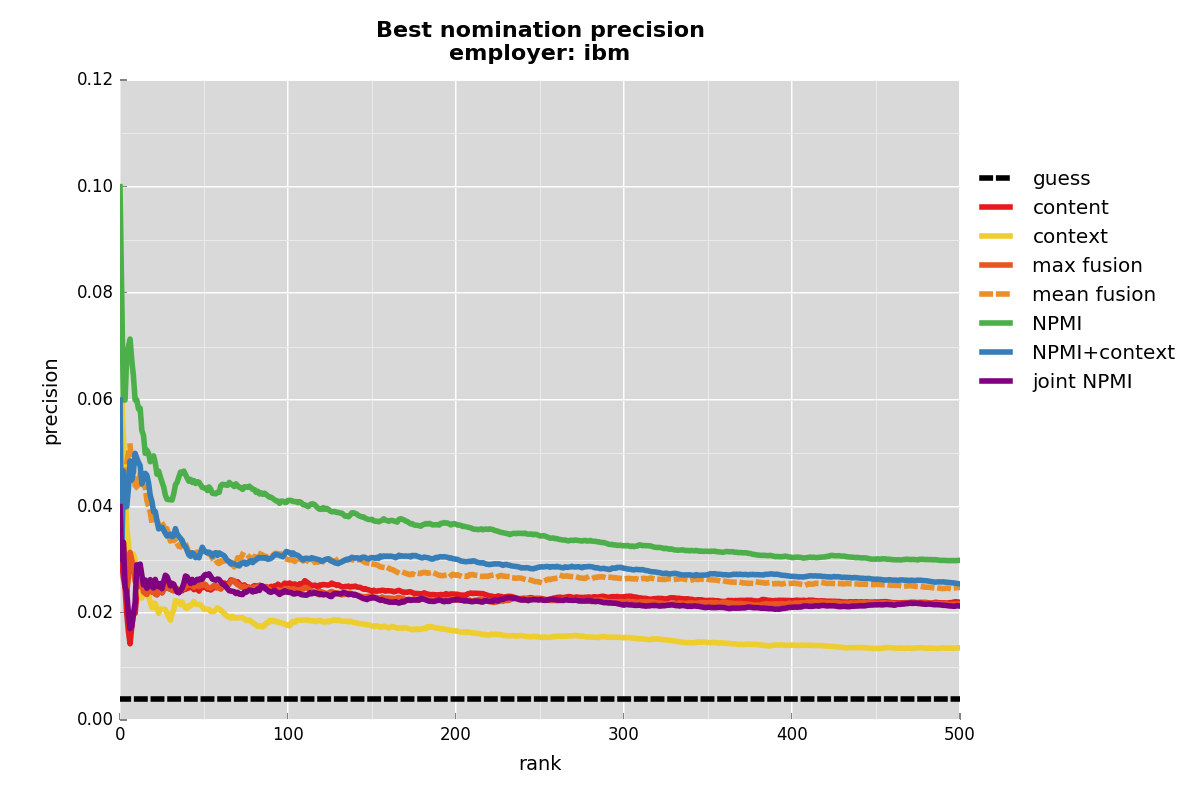 Best nomination precision
employer: ibm
precision
0.12
0.10
0.08
0.06
0.04
0.02
0.00
0
100
200
300
400
500
rank
guess
content
context
max fusion
mean fusion
NPMI
NPMI+context
joint NPMI